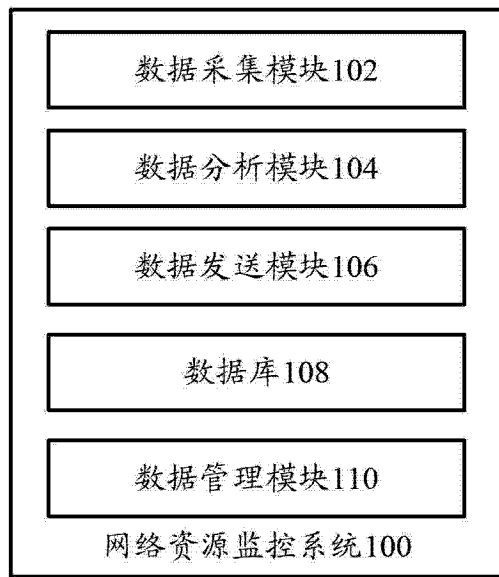 数据采集模块102
数据分析模块104
数据发送模块106
数据库108
数据管理模块110
网络资源监控系统100